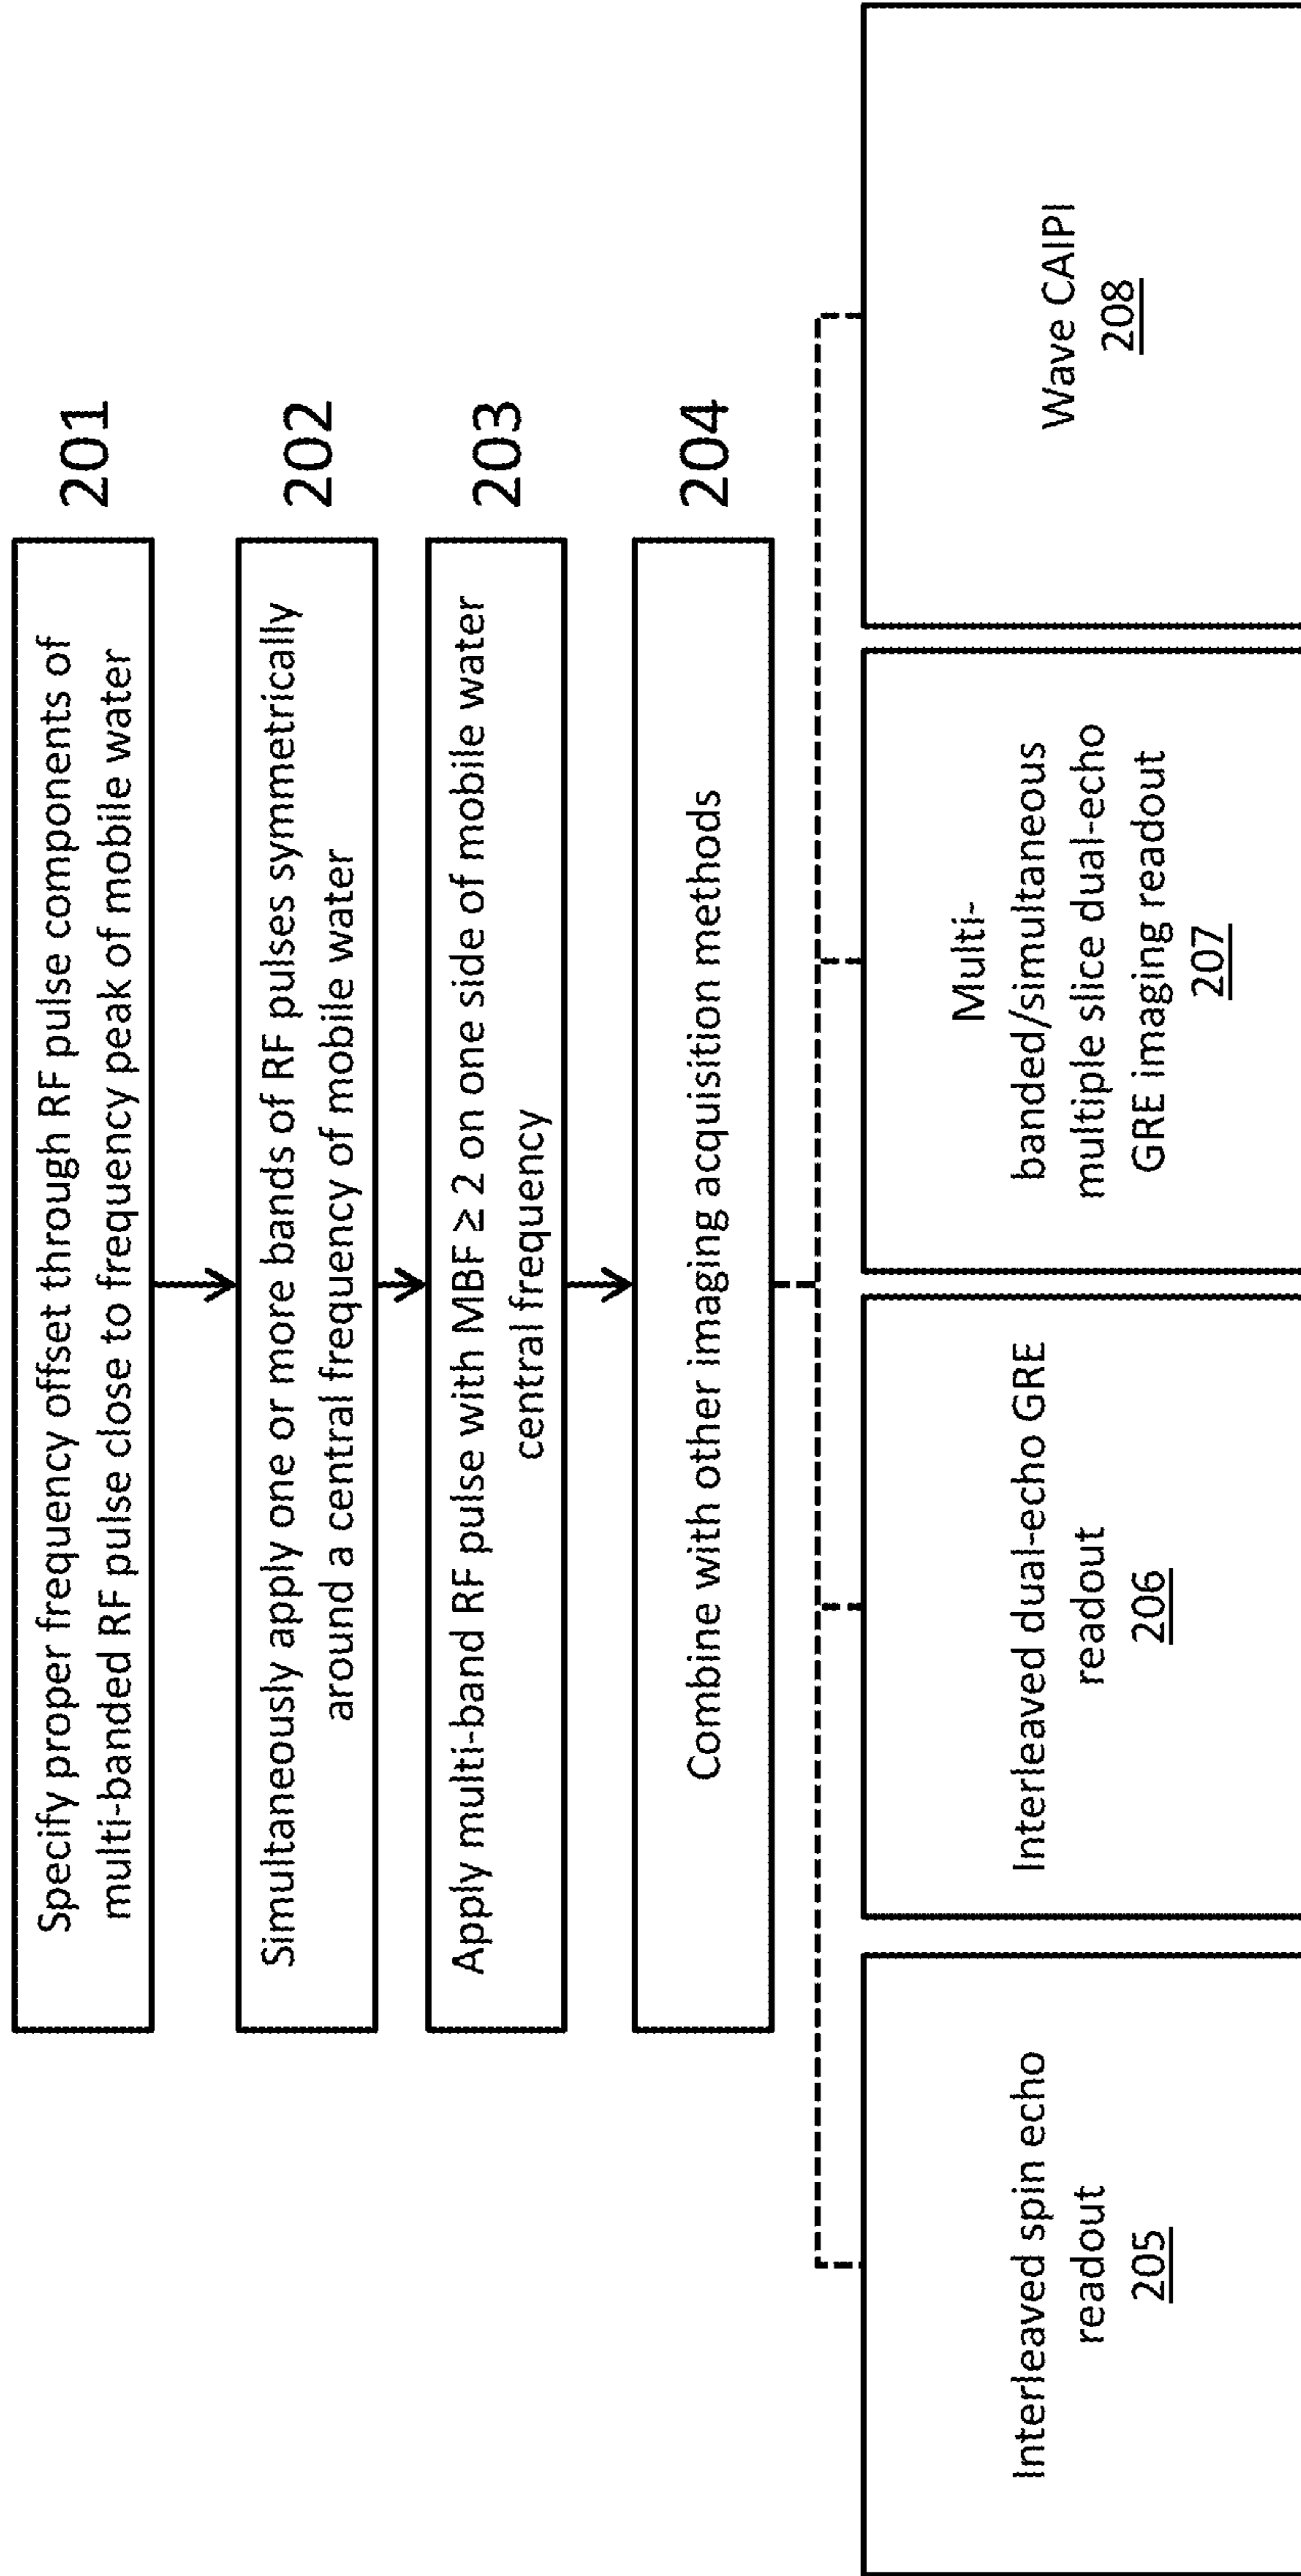 Specify proper frequency offset through RF pulse components of
multi-banded RF pulse close to frequency peak of mobile water
201
Simultaneously apply one or more bands of RF pulses symmetrically
around a central frequency of mobile water
202
Apply multi-band RF pulse with MBF ≥ 2 on one side of mobile water
central frequency
203
Combine with other imaging acquisition methods
204
Interleaved spin echo
readout
205
Interleaved dual-echo GRE
readout
206
Multi-
banded/simultaneous
multiple slice dual-echo
GRE imaging readout
207
Wave CAIPI
208